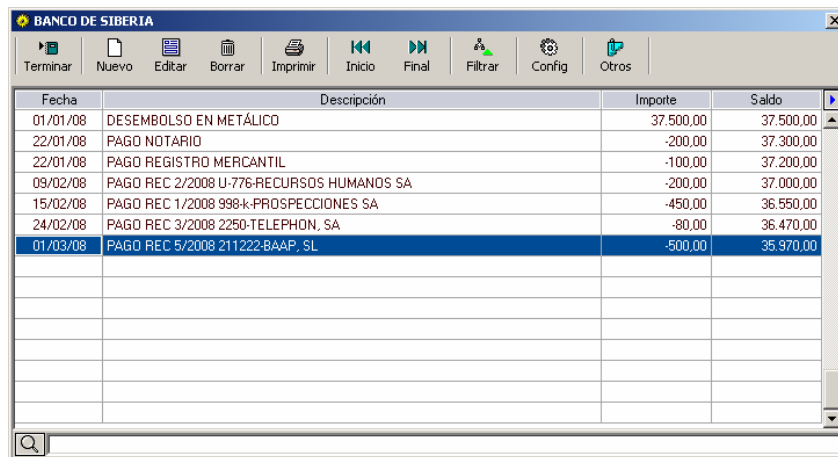 BANCO DE SIBERIA
Terminar Nuevo Editar Borrar Imprimir Inicio Final Filtrar Config Otros
Fecha Descripción Importe Saldo
01/01/08 DESEMBOLSO EN METÁLICO 37.500,00 37.500,00
22/01/08 PAGO NOTARIO -200,00 37.300,00
22/01/08 PAGO REGISTRO MERCANTIL -100,00 37.200,00
09/02/08 PAGO REC 2/2008 U-776-RECURSOS HUMANOS SA -200,00 37.000,00
15/02/08 PAGO REC 1/2008 998-k-PROSPECCIONES SA -450,00 36.550,00
24/02/08 PAGO REC 3/2008 2250-TELEPHON, SA -80,00 36.470,00
01/03/08 PAGO REC 5/2008 211222-BAAP, SL -500,00 35.970,00